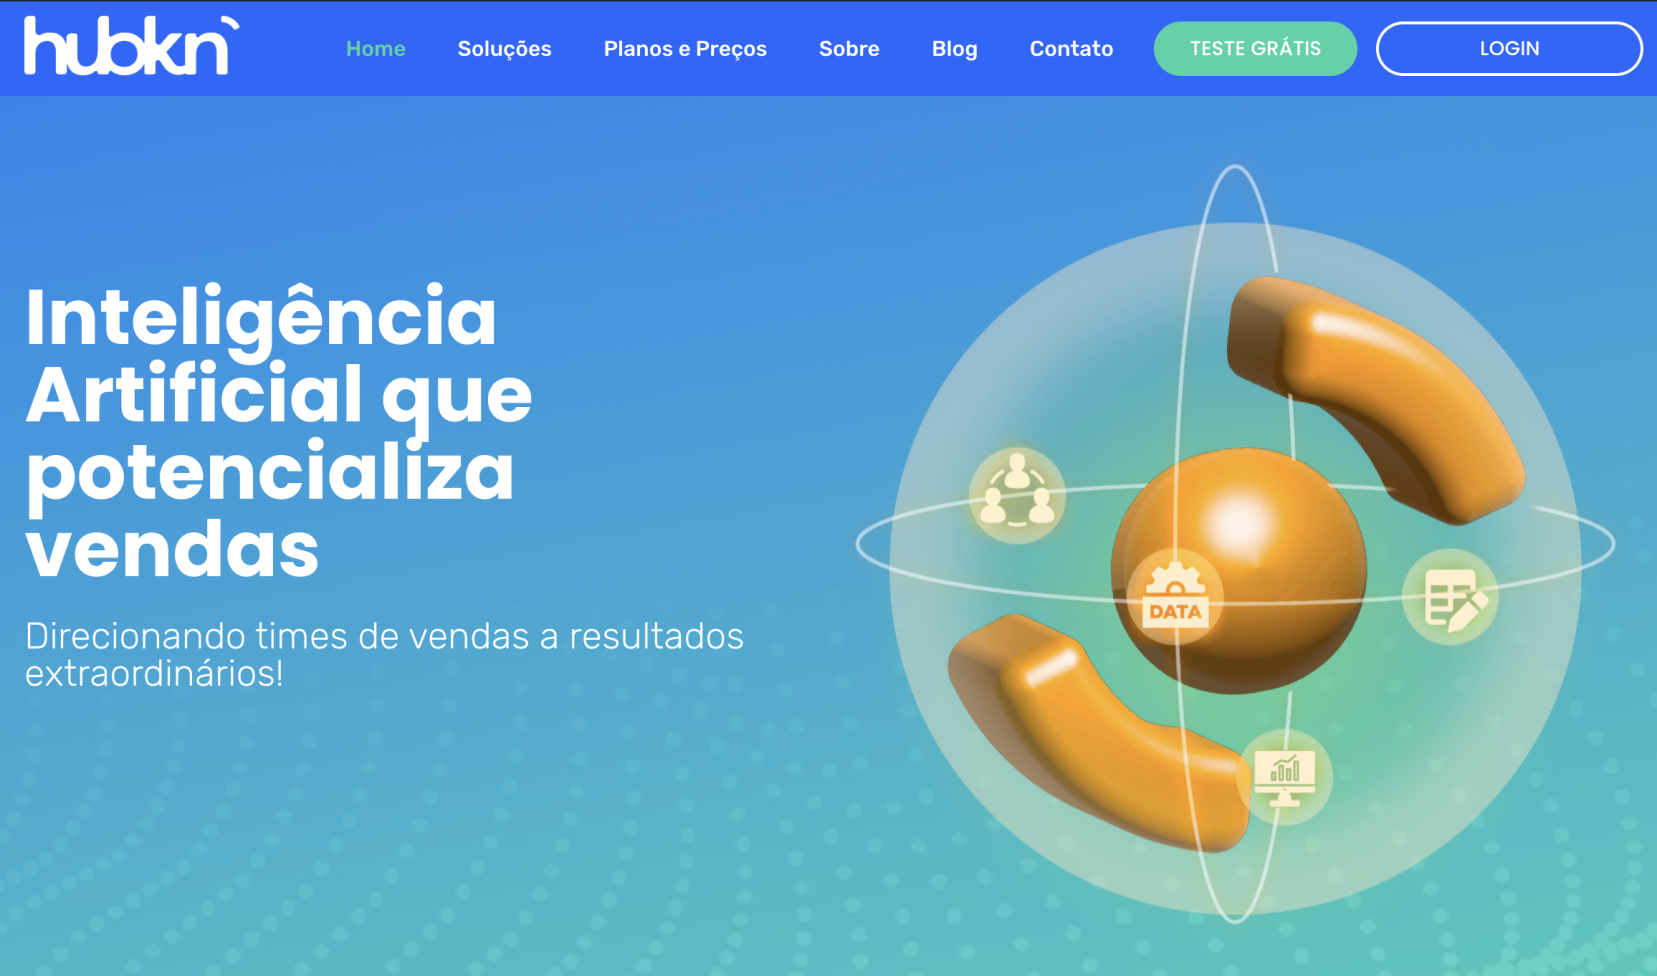 hubkn
Home Soluções Planos e Preços Sobre Blog Contato TESTE GRÁTIS LOGIN
Inteligência
Artificial que
potencializa
vendas
Direcionando times de vendas a resultados
extraordinários!
DATA